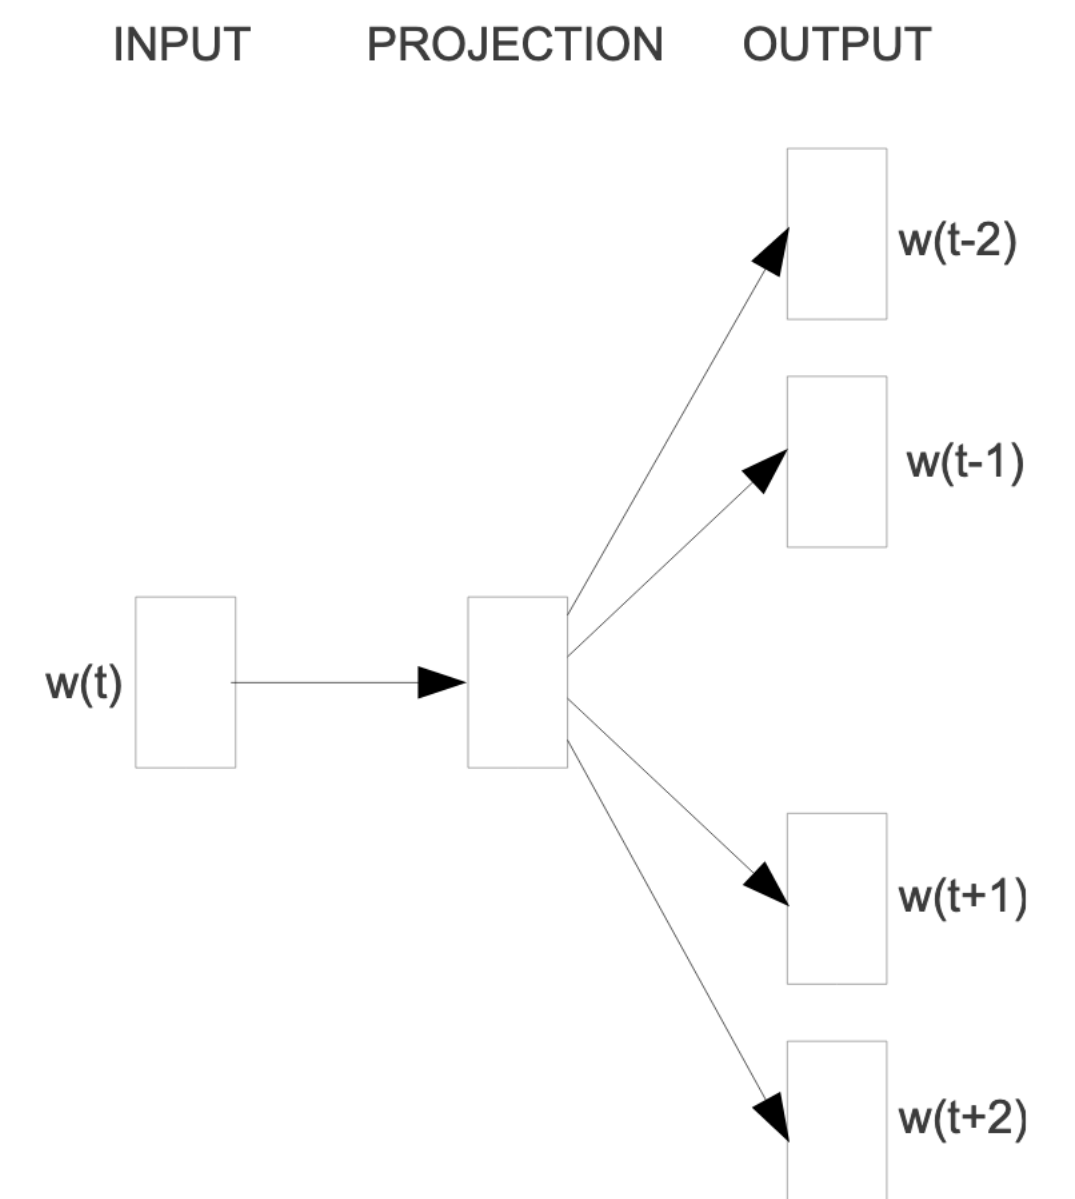 INPUT PROJECTION OUTPUT
w(t-2)
w(t-1)
w(t)
w(t+1)
w(t+2)